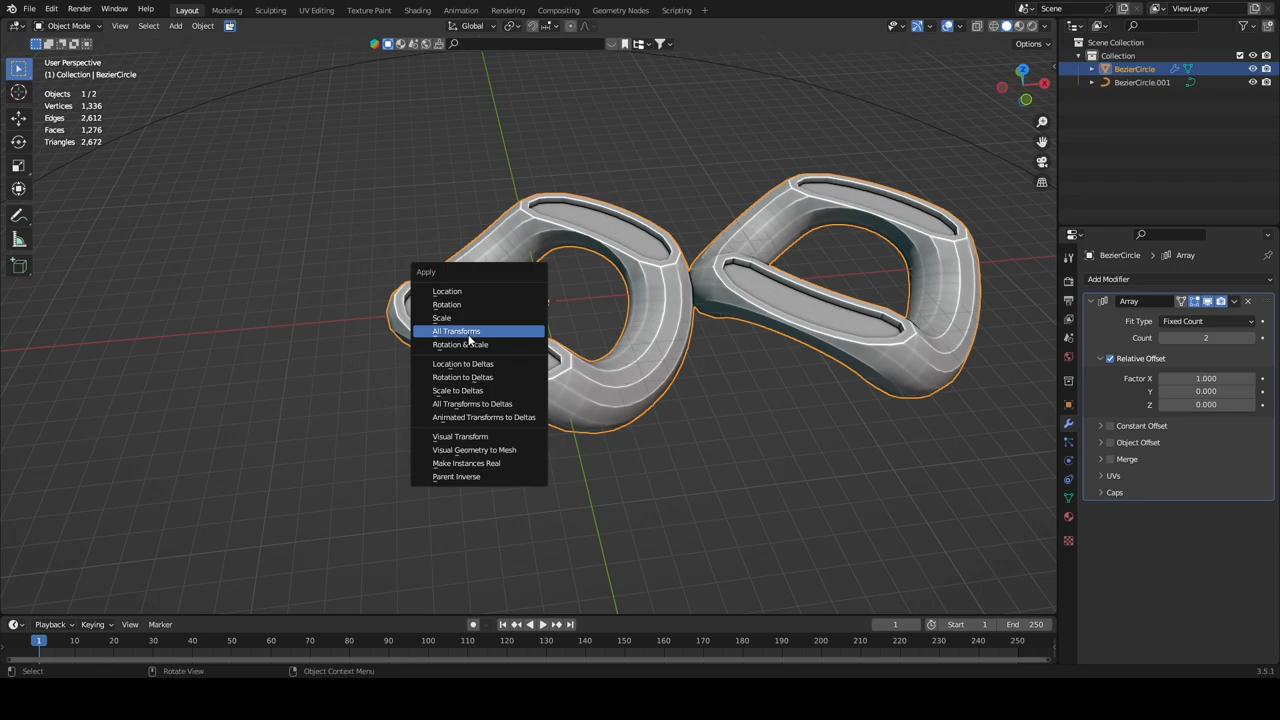 File Edit Render Window Help Layout Modeling Sculpting UV Editing Texture Paint Shading Animation Rendering Compositing Geometry Nodes Scripting Scene ViewLayer
Object Mode View Select Add Object Global
Options
User Perspective
(1) Collection | BezierCircle
Objects 1/2
Vertices 1,336
Edges 2,612
Faces 1,276
Triangles 2,672
Z
X
Y
Apply
Location
Rotation
Scale
All Transforms
Rotation & Scale
Location to Deltas
Rotation to Deltas
Scale to Deltas
All Transforms to Deltas
Animated Transforms to Deltas
Visual Transform
Visual Geometry to Mesh
Make Instances Real
Parent Inverse
Scene Collection
Collection
BezierCircle
BezierCircle.001
BezierCircle > Array
Add Modifier
Array
Fit Type Fixed Count
Count 2
Relative Offset
Factor X 1.000
Y 0.000
Z 0.000
Constant Offset
Object Offset
Merge
UVs
Caps
Playback Keying View Marker 1 Start 1 End 250
1 10 20 30 40 50 60 70 80 90 100 110 120 130 140 150 160 170 180 190 200 210 220 230 240 250
Select Rotate View Object Context Menu 3.5.1